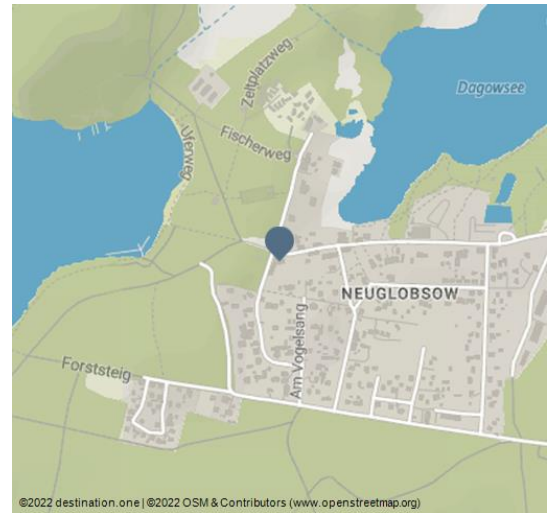 Zeltplatzweg
Dagowsee
Fischerweg
Uferweg
NEUGLOBSOW
Am Vogelsang
Forststeig
©2022 destination.one | ©2022 OSM & Contributors (www.openstreetmap.org)